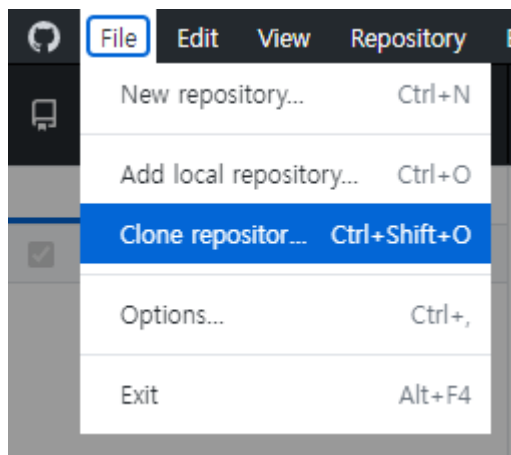 File Edit View Repository
New repository... Ctrl+N
Add local repository... Ctrl+O
Clone repositor... Ctrl+Shift+O
Options... Ctrl+,
Exit Alt+F4